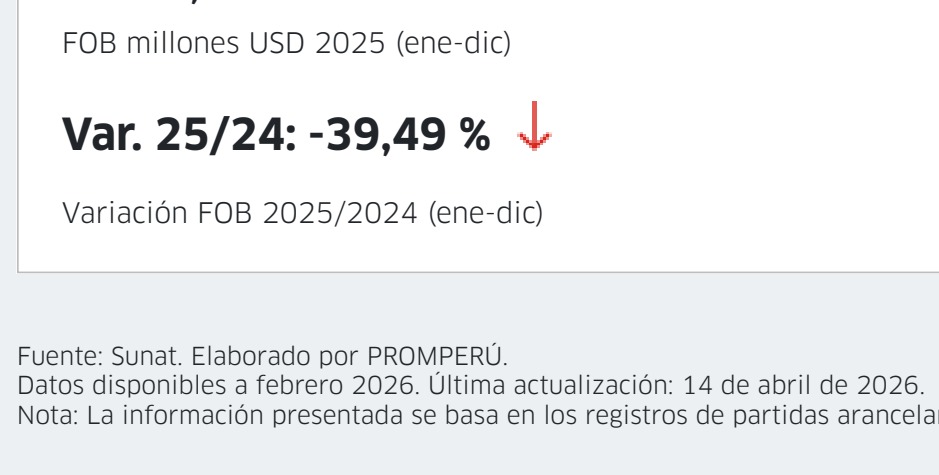 FOB millones USD 2025 (ene-dic)
Var. 25/24: -39,49 %
Variación FOB 2025/2024 (ene-dic)
Fuente: Sunat. Elaborado por PROMPERÚ.
Datos disponibles a febrero 2026. Última actualización: 14 de abril de 2026.
Nota: La información presentada se basa en los registros de partidas